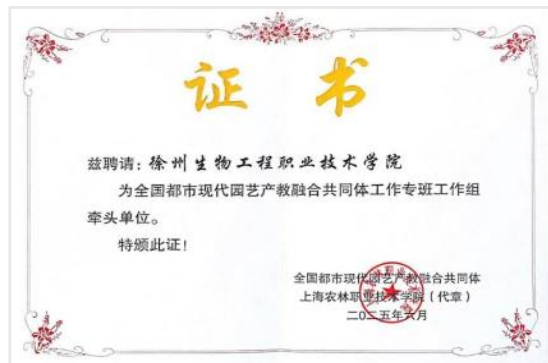 证 书
兹聘请：徐州生物工程职业技术学院
为全国都市现代园艺产教融合共同体工作专班工作组
牵头单位。
特颁此证！
全国都市现代园艺产教融合共同体
上海农林职业技术学院（代章）
二〇二五年六月